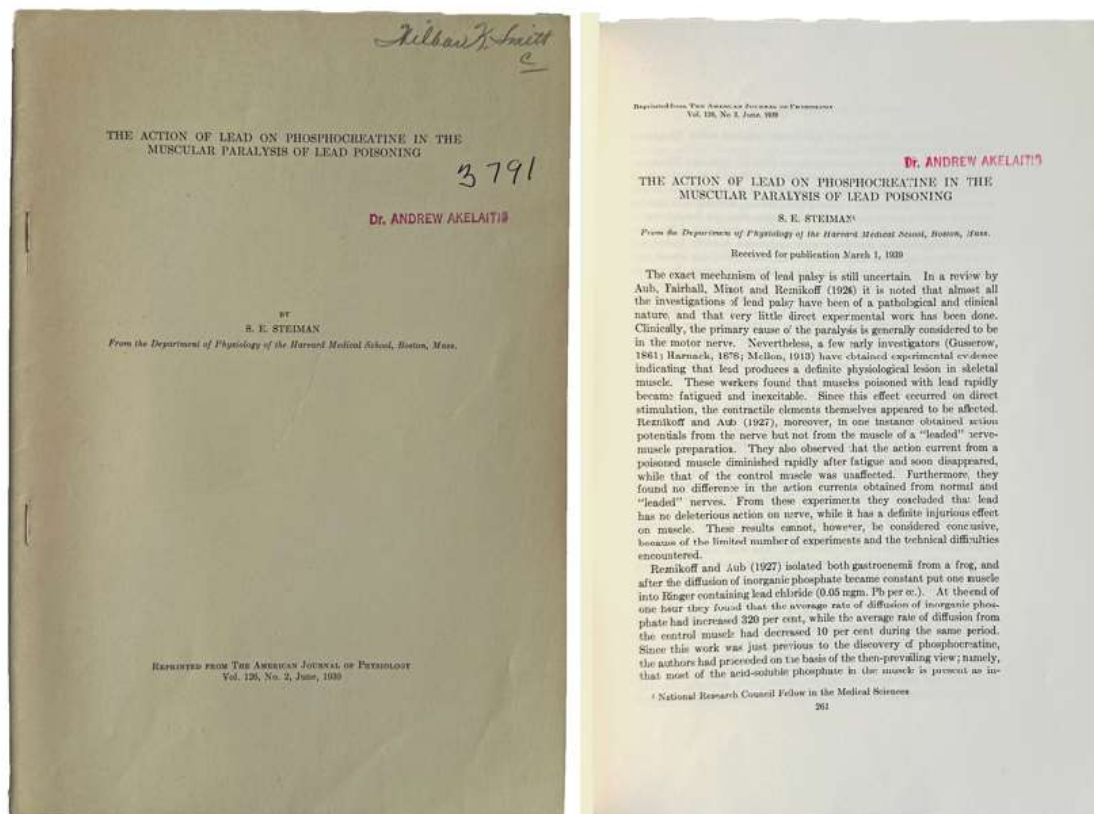 Wilbur K. Smith
C
THE ACTION OF LEAD ON PHOSPHOCREATINE IN THE
MUSCULAR PARALYSIS OF LEAD POISONING
3791
Dr. ANDREW AKELAITIS
BY
S. E. STEIMAN
From the Department of Physiology of the Harvard Medical School, Boston, Mass.
REPRINTED FROM THE AMERICAN JOURNAL OF PHYSIOLOGY
Vol. 126, No. 2, June, 1939
Reprinted from THE AMERICAN JOURNAL OF PHYSIOLOGY
Vol. 126, No 2, June, 1939
Dr. ANDREW AKELAITIS
THE ACTION OF LEAD ON PHOSPHOCREATINE IN THE
MUSCULAR PARALYSIS OF LEAD POISONING
S. E. STEIMAN¹
From the Department of Physiology of the Harvard Medical School, Boston, Mass.
Received for publication March 1, 1939
The exact mechanism of lead palsy is still uncertain. In a review by
Aub, Fairhall, Minot and Reznikoff (1926) it is noted that almost all
the investigations of lead palsy have been of a pathological and clinical
nature, and that very little direct experimental work has been done.
Clinically, the primary cause of the paralysis is generally considered to be
in the motor nerve. Nevertheless, a few early investigators (Gusserow,
1861; Harnack, 1878; Mellon, 1913) have obtained experimental evidence
indicating that lead produces a definite physiological lesion in skeletal
muscle. These workers found that muscles poisoned with lead rapidly
became fatigued and inexcitable. Since this effect occurred on direct
stimulation, the contractile elements themselves appeared to be affected.
Reznikoff and Aub (1927), moreover, in one instance obtained action
potentials from the nerve but not from the muscle of a "leaded" nerve-
muscle preparation. They also observed that the action current from a
poisoned muscle diminished rapidly after fatigue and soon disappeared,
while that of the control muscle was unaffected. Furthermore, they
found no difference in the action currents obtained from normal and
"leaded" nerves. From these experiments they concluded that lead
has no deleterious action on nerve, while it has a definite injurious effect
on muscle. These results cannot, however, be considered conclusive,
because of the limited number of experiments and the technical difficulties
encountered.
Reznikoff and Aub (1927) isolated both gastrocnemii from a frog, and
after the diffusion of inorganic phosphate became constant put one muscle
into Ringer containing lead chloride (0.05 mgm. Pb per cc.). At the end of
one hour they found that the average rate of diffusion of inorganic phos-
phate had increased 320 per cent, while the average rate of diffusion from
the control muscle had decreased 10 per cent during the same period.
Since this work was just previous to the discovery of phosphocreatine,
the authors had proceeded on the basis of the then-prevailing view; namely,
that most of the acid-soluble phosphate in the muscle is present as in-
¹ National Research Council Fellow in the Medical Sciences
261